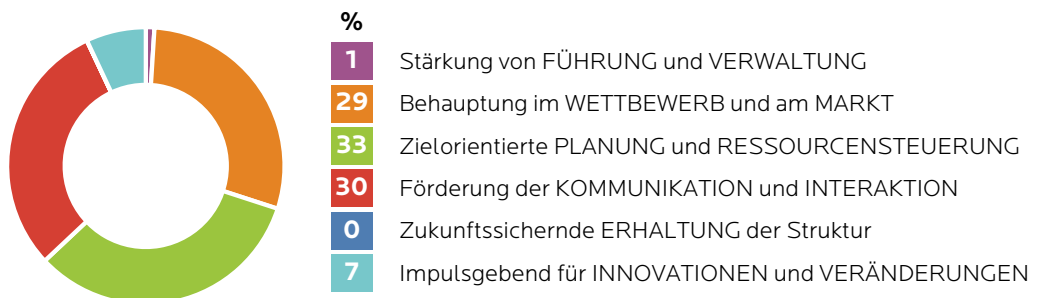 %
1 Stärkung von FÜHRUNG und VERWALTUNG
29 Behauptung im WETTBEWERB und am MARKT
33 Zielorientierte PLANUNG und RESSOURCENSTEUERUNG
30 Förderung der KOMMUNIKATION und INTERAKTION
0 Zukunftssichernde ERHALTUNG der Struktur
7 Impulsgebend für INNOVATIONEN und VERÄNDERUNGEN